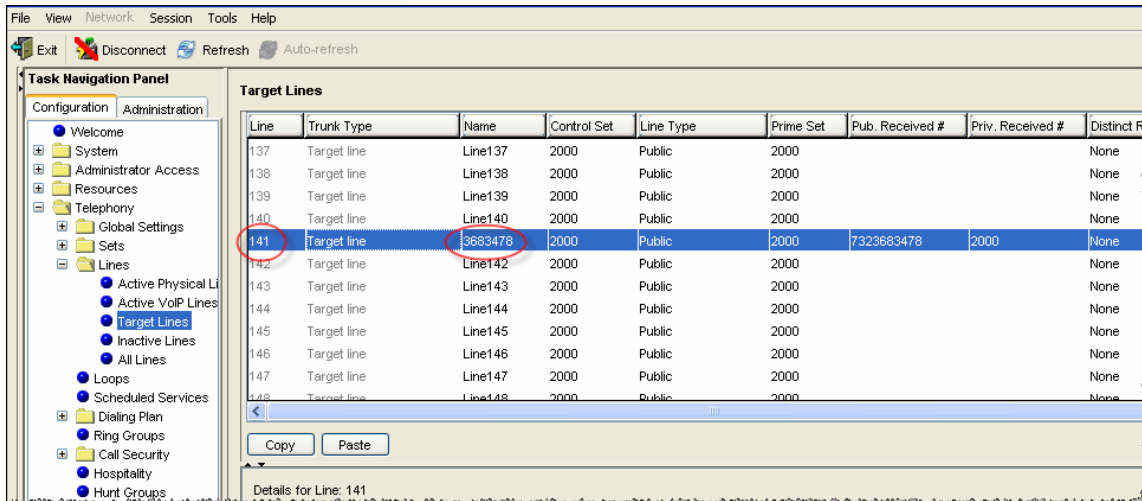 File View Network Session Tools Help
Exit Disconnect Refresh Auto-refresh
Task Navigation Panel
Configuration Administration
Welcome
System
Administrator Access
Resources
Telephony
Global Settings
Sets
Lines
Active Physical Li
Active VoIP Lines
Target Lines
Inactive Lines
All Lines
Loops
Scheduled Services
Dialing Plan
Ring Groups
Call Security
Hospitality
Hunt Groups
Target Lines
Line Trunk Type Name Control Set Line Type Prime Set Pub. Received # Priv. Received # Distinct R
137 Target line Line137 2000 Public 2000 None
138 Target line Line138 2000 Public 2000 None
139 Target line Line139 2000 Public 2000 None
140 Target line Line140 2000 Public 2000 None
141 Target line 3683478 2000 Public 2000 7323683478 2000 None
142 Target line Line142 2000 Public 2000 None
143 Target line Line143 2000 Public 2000 None
144 Target line Line144 2000 Public 2000 None
145 Target line Line145 2000 Public 2000 None
146 Target line Line146 2000 Public 2000 None
147 Target line Line147 2000 Public 2000 None
148 Target line Line148 2000 Public 2000 None
Copy Paste
Details for Line: 141